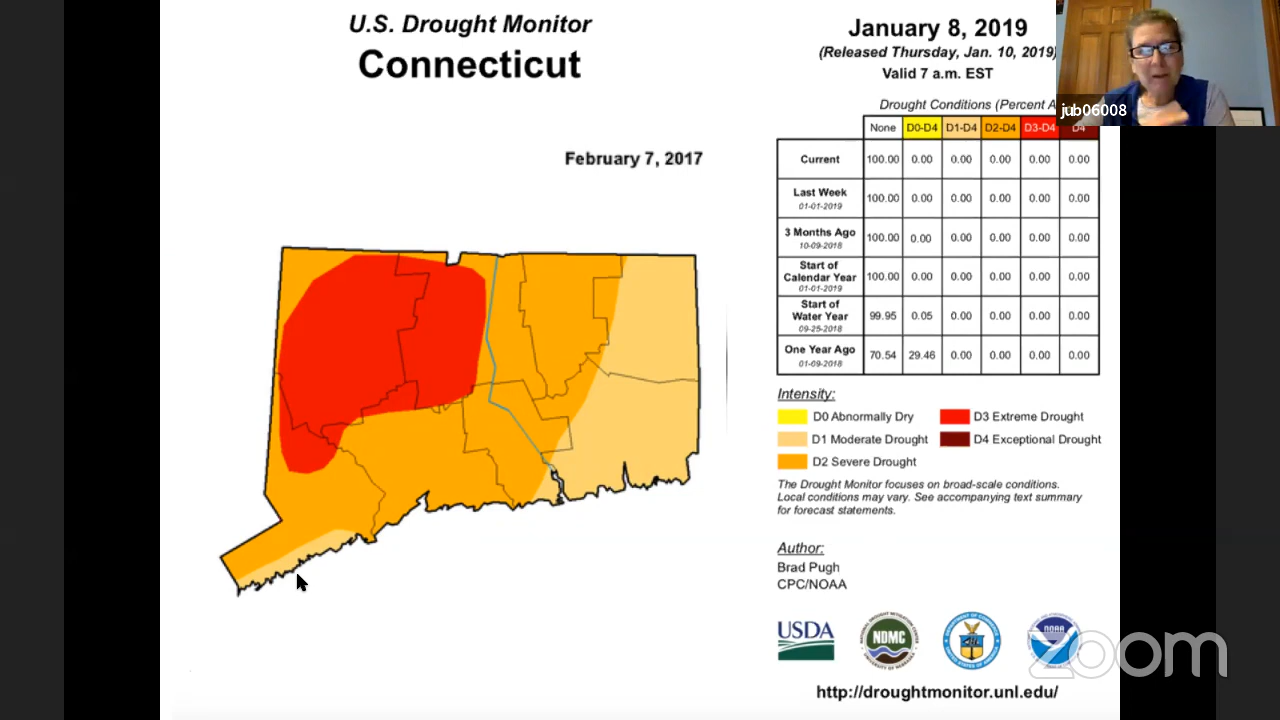 U.S. Drought Monitor
Connecticut
February 7, 2017
January 8, 2019
(Released Thursday, Jan. 10, 2019)
Valid 7 a.m. EST
jub06008
Drought Conditions (Percent A
None D0-D4 D1-D4 D2-D4 D3-D4 D4
Current 100.00 0.00 0.00 0.00 0.00 0.00
Last Week 100.00 0.00 0.00 0.00 0.00 0.00
01-01-2019
3 Months Ago 100.00 0.00 0.00 0.00 0.00 0.00
10-09-2018
Start of
Calendar Year 100.00 0.00 0.00 0.00 0.00 0.00
01-01-2019
Start of
Water Year 99.95 0.05 0.00 0.00 0.00 0.00
09-25-2018
One Year Ago 70.54 29.46 0.00 0.00 0.00 0.00
01-09-2018
Intensity:
D0 Abnormally Dry D3 Extreme Drought
D1 Moderate Drought D4 Exceptional Drought
D2 Severe Drought
The Drought Monitor focuses on broad-scale conditions.
Local conditions may vary. See accompanying text summary
for forecast statements.
Author:
Brad Pugh
CPC/NOAA
USDA
NDMC
NOAA
zoom
http://droughtmonitor.unl.edu/